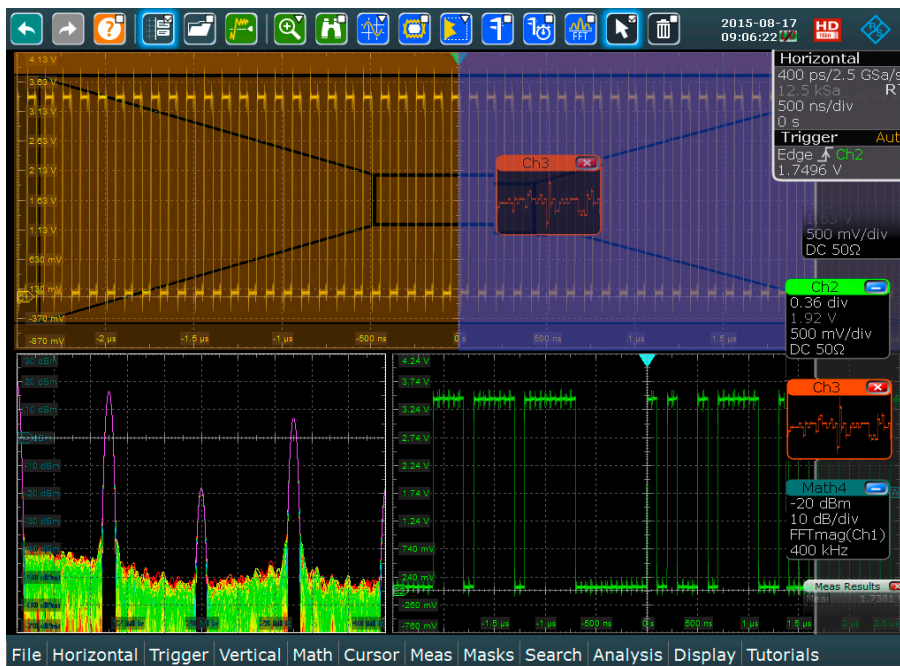 2015-08-17
09:06:22
HD
16bit
FFT
Horizontal
400 ps/2.5 GSa/s
12.5 kSa
500 ns/div
0 s
Trigger Aut
Edge Ch2
1.7496 V
4.13 V
3.63 V
3.13 V
2.63 V
2.13 V
1.63 V
1.13 V
630 mV
130 mV
-370 mV
-870 mV
-2 µs
-1.5 µs
-1 µs
-500 ns
0 s
500 ns
1 µs
1.5 µs
Ch3
500 mV/div
DC 50Ω
Ch2
0.36 div
1.92 V
500 mV/div
DC 50Ω
Ch3
Math4
-20 dBm
10 dB/div
FFTmag(Ch1)
400 kHz
Meas Results
1.7381
4.24 V
3.74 V
3.24 V
2.74 V
2.24 V
1.74 V
1.24 V
740 mV
240 mV
-260 mV
-760 mV
-1.5 µs
-1 µs
-500 ns
0 s
500 ns
1 µs
1.5 µs
2 µs
File Horizontal Trigger Vertical Math Cursor Meas Masks Search Analysis Display Tutorials